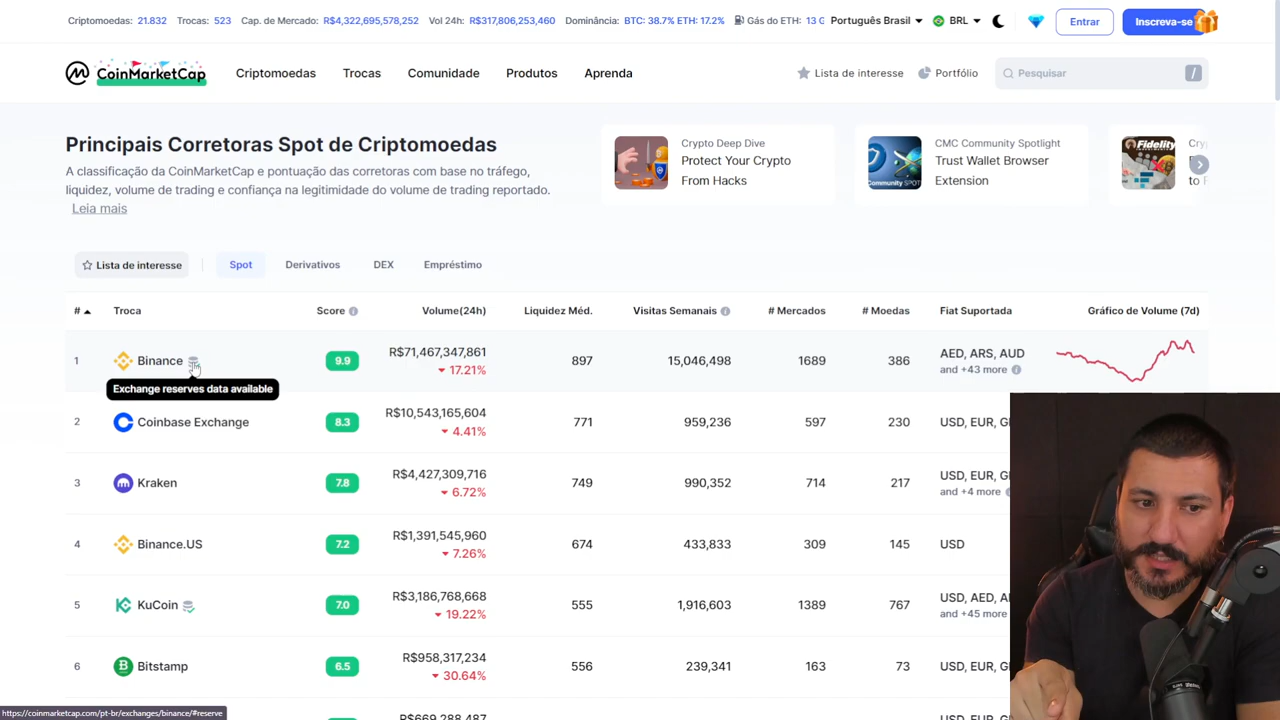 Criptomoedas: 21.832 Trocas: 523 Cap. de Mercado: R$4,322,695,578,252 Vol 24h: R$317,806,253,460 Dominância: BTC: 38.7% ETH: 17.2% Gás do ETH: 13 G Português Brasil BRL Entrar Inscreva-se
CoinMarketCap Criptomoedas Trocas Comunidade Produtos Aprenda Lista de interesse Portfólio Pesquisar /
Principais Corretoras Spot de Criptomoedas
A classificação da CoinMarketCap e pontuação das corretoras com base no tráfego,
liquidez, volume de trading e confiança na legitimidade do volume de trading reportado.
Leia mais
Crypto Deep Dive
Protect Your Crypto
From Hacks
CMC Community Spotlight
Trust Wallet Browser
Extension
Community SPOT
Fidelity
Cry
to F
Lista de interesse Spot Derivativos DEX Empréstimo
# Troca Score Volume(24h) Liquidez Méd. Visitas Semanais # Mercados # Moedas Fiat Suportada Gráfico de Volume (7d)
1 Binance 9.9 R$71,467,347,861 897 15,046,498 1689 386 AED, ARS, AUD
17.21% and +43 more
Exchange reserves data available
2 Coinbase Exchange 8.3 R$10,543,165,604 771 959,236 597 230 USD, EUR, G
4.41%
3 Kraken 7.8 R$4,427,309,716 749 990,352 714 217 USD, EUR, G
6.72% and +4 more
4 Binance.US 7.2 R$1,391,545,960 674 433,833 309 145 USD
7.26%
5 KuCoin 7.0 R$3,186,768,668 555 1,916,603 1389 767 USD, AED, A
19.22% and +45 more
6 Bitstamp 6.5 R$958,317,234 556 239,341 163 73 USD, EUR, G
30.64%
R$669,288,487 USD, EUR, G
https://coinmarketcap.com/pt-br/exchanges/binance/#reserve